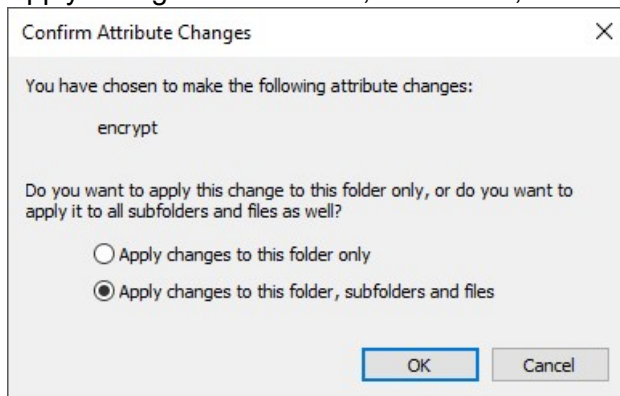 Confirm Attribute Changes
You have chosen to make the following attribute changes:
encrypt
Do you want to apply this change to this folder only, or do you want to
apply it to all subfolders and files as well?
Apply changes to this folder only
Apply changes to this folder, subfolders and files
OK Cancel